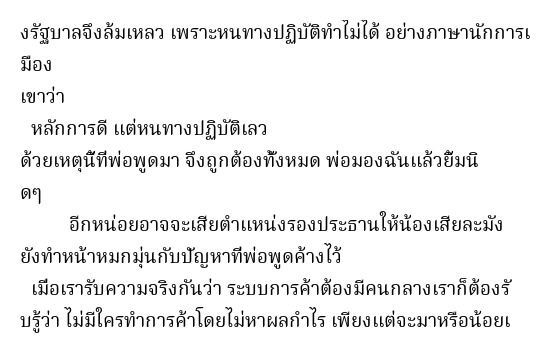 งรัฐบาลจึงล้มเหลว เพราะหนทางปฏิบัติทำไม่ได้ อย่างภาษานักการเ
มือง
เขาว่า
หลักการดี แต่หนทางปฏิบัติเลว
ด้วยเหตุนี้ที่พ่อพูดมา จึงถูกต้องทั้งหมด พ่อมองฉันแล้วยิ้มนิ
ดๆ
อีกหน่อยอาจจะเสียตำแหน่งรองประธานให้น้องเสียละมัง
ยังทำหน้าหมกมุ่นกับปัญหาที่พ่อพูดค้างไว้
เมื่อเรารับความจริงกันว่า ระบบการค้าต้องมีคนกลางเราก็ต้องรั
บรู้ว่า ไม่มีใครทำการค้าโดยไม่หาผลกำไร เพียงแต่จะมาหรือน้อยเ